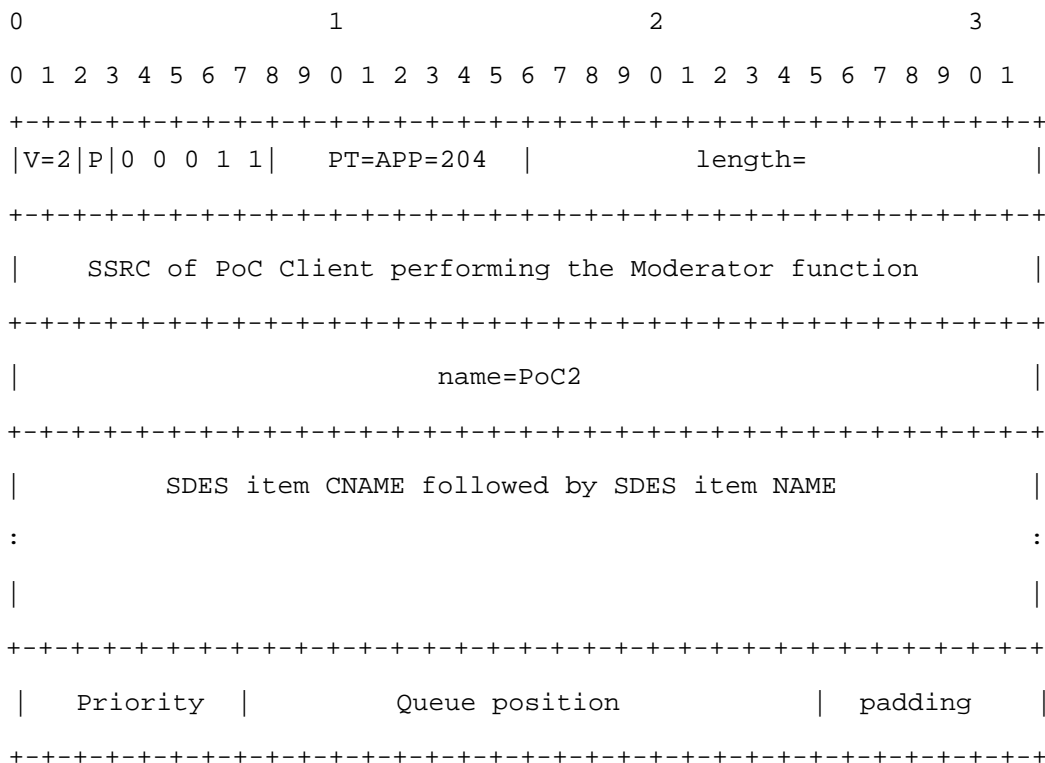 0                   1                   2                   3
0 1 2 3 4 5 6 7 8 9 0 1 2 3 4 5 6 7 8 9 0 1 2 3 4 5 6 7 8 9 0 1
+-+-+-+-+-+-+-+-+-+-+-+-+-+-+-+-+-+-+-+-+-+-+-+-+-+-+-+-+-+-+-+-+
|V=2|P|0 0 0 1 1|   PT=APP=204  |          length=              |
+-+-+-+-+-+-+-+-+-+-+-+-+-+-+-+-+-+-+-+-+-+-+-+-+-+-+-+-+-+-+-+-+
|    SSRC of PoC Client performing the Moderator function       |
+-+-+-+-+-+-+-+-+-+-+-+-+-+-+-+-+-+-+-+-+-+-+-+-+-+-+-+-+-+-+-+-+
|                          name=PoC2                            |
+-+-+-+-+-+-+-+-+-+-+-+-+-+-+-+-+-+-+-+-+-+-+-+-+-+-+-+-+-+-+-+-+
|         SDES item CNAME followed by SDES item NAME            |
:                                                               :
|                                                               |
+-+-+-+-+-+-+-+-+-+-+-+-+-+-+-+-+-+-+-+-+-+-+-+-+-+-+-+-+-+-+-+-+
|   Priority  |         Queue position            |  padding    |
+-+-+-+-+-+-+-+-+-+-+-+-+-+-+-+-+-+-+-+-+-+-+-+-+-+-+-+-+-+-+-+-+